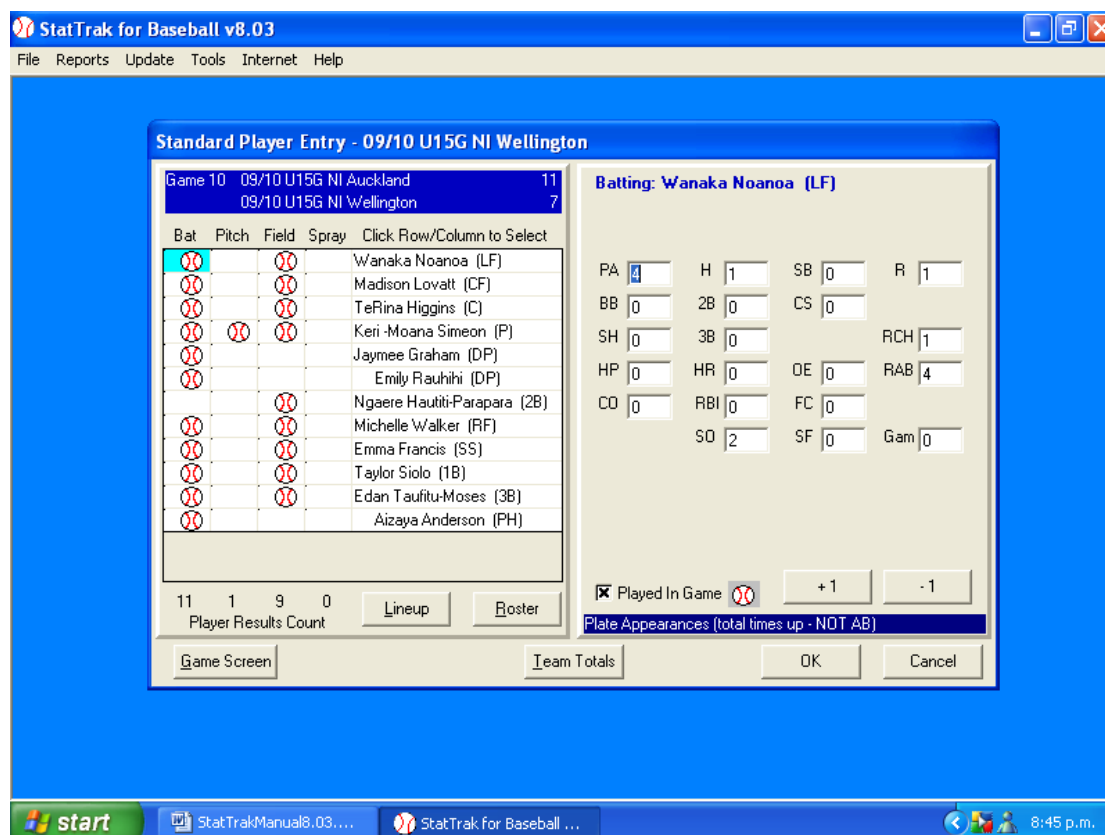 StatTrak for Baseball v8.03
File Reports Update Tools Internet Help
Standard Player Entry - 09/10 U15G NI Wellington
Game 10 09/10 U15G NI Auckland 11
09/10 U15G NI Wellington 7
Bat Pitch Field Spray Click Row/Column to Select
Wanaka Noanoa (LF)
Madison Lovatt (CF)
TeRina Higgins (C)
Keri -Moana Simeon (P)
Jaymee Graham (DP)
Emily Rauhihi (DP)
Ngaere Hautiti-Parapara (2B)
Michelle Walker (RF)
Emma Francis (SS)
Taylor Siolo (1B)
Edan Taufitu-Moses (3B)
Aizaya Anderson (PH)
11 1 9 0
Player Results Count
Lineup
Roster
Batting: Wanaka Noanoa (LF)
PA 4 H 1 SB 0 R 1
BB 0 2B 0 CS 0
SH 0 3B 0 RCH 1
HP 0 HR 0 OE 0 RAB 4
CO 0 RBI 0 FC 0
SO 2 SF 0 Gam 0
Played In Game +1 -1
Plate Appearances (total times up - NOT AB)
Game Screen Team Totals OK Cancel
start StatTrakManual8.03.... StatTrak for Baseball ... 8:45 p.m.